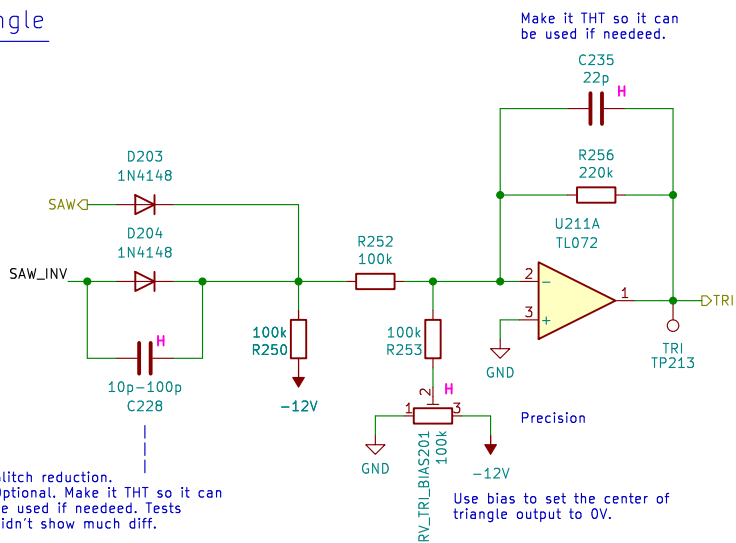 ngle
Make it THT so it can
be used if needeed.
C235
22p
H
R256
220k
D203
1N4148
SAW
D204
1N4148
SAW_INV
R252
100k
U211A
TL072
2
−
3
+
1
TRI
GND
TRI
TP213
100k
R250
-12V
100k
R253
H
10p-100p
C228
2
H
1
3
GND
-12V
RV_TRI_BIAS201
100k
Precision
Use bias to set the center of
triangle output to 0V.
litch reduction.
ptional. Make it THT so it can
e used if needeed. Tests
idn't show much diff.